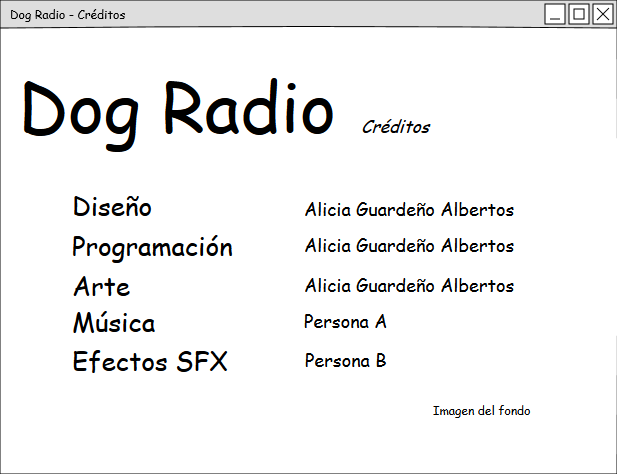 Dog Radio - Créditos
Dog Radio Créditos
Diseño Alicia Guardeño Albertos
Programación Alicia Guardeño Albertos
Arte Alicia Guardeño Albertos
Música Persona A
Efectos SFX Persona B
Imagen del fondo